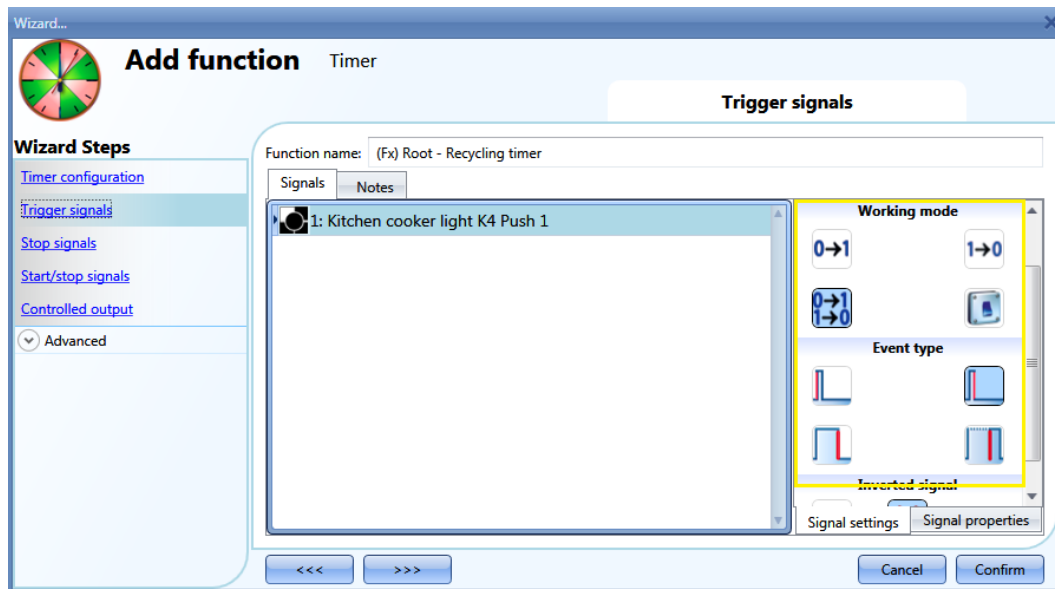 Wizard...
Add function Timer
Trigger signals
Wizard Steps
Timer configuration
Trigger signals
Stop signals
Start/stop signals
Controlled output
Advanced
Function name: (Fx) Root - Recycling timer
Signals Notes
1: Kitchen cooker light K4 Push 1
Working mode
0→1 1→0
0→1
1→0
Event type
Inverted signal
Signal settings Signal properties
<<< >>> Cancel Confirm